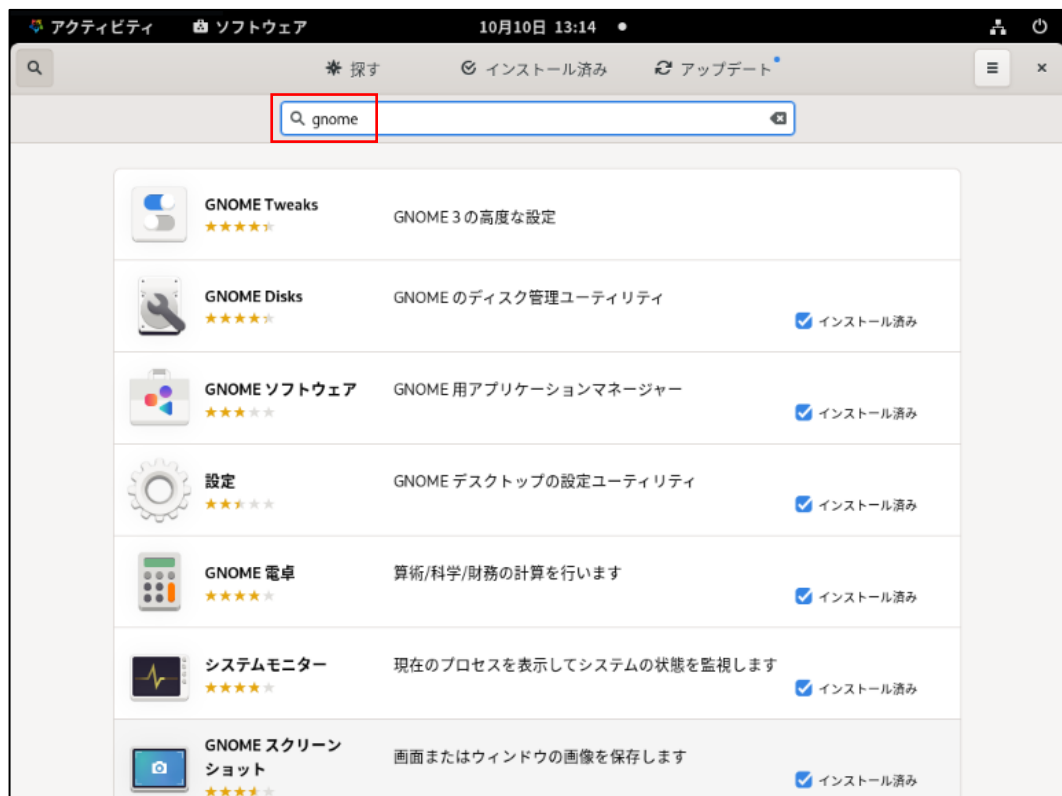 アクティビティ ソフトウェア 10月10日 13:14
探す インストール済み アップデート
gnome
GNOME Tweaks
GNOME 3 の高度な設定
GNOME Disks
GNOME のディスク管理ユーティリティ
インストール済み
GNOME ソフトウェア
GNOME 用アプリケーションマネージャー
インストール済み
設定
GNOME デスクトップの設定ユーティリティ
インストール済み
GNOME 電卓
算術/科学/財務の計算を行います
インストール済み
システムモニター
現在のプロセスを表示してシステムの状態を監視します
インストール済み
GNOME スクリーン
ショット
画面またはウィンドウの画像を保存します
インストール済み